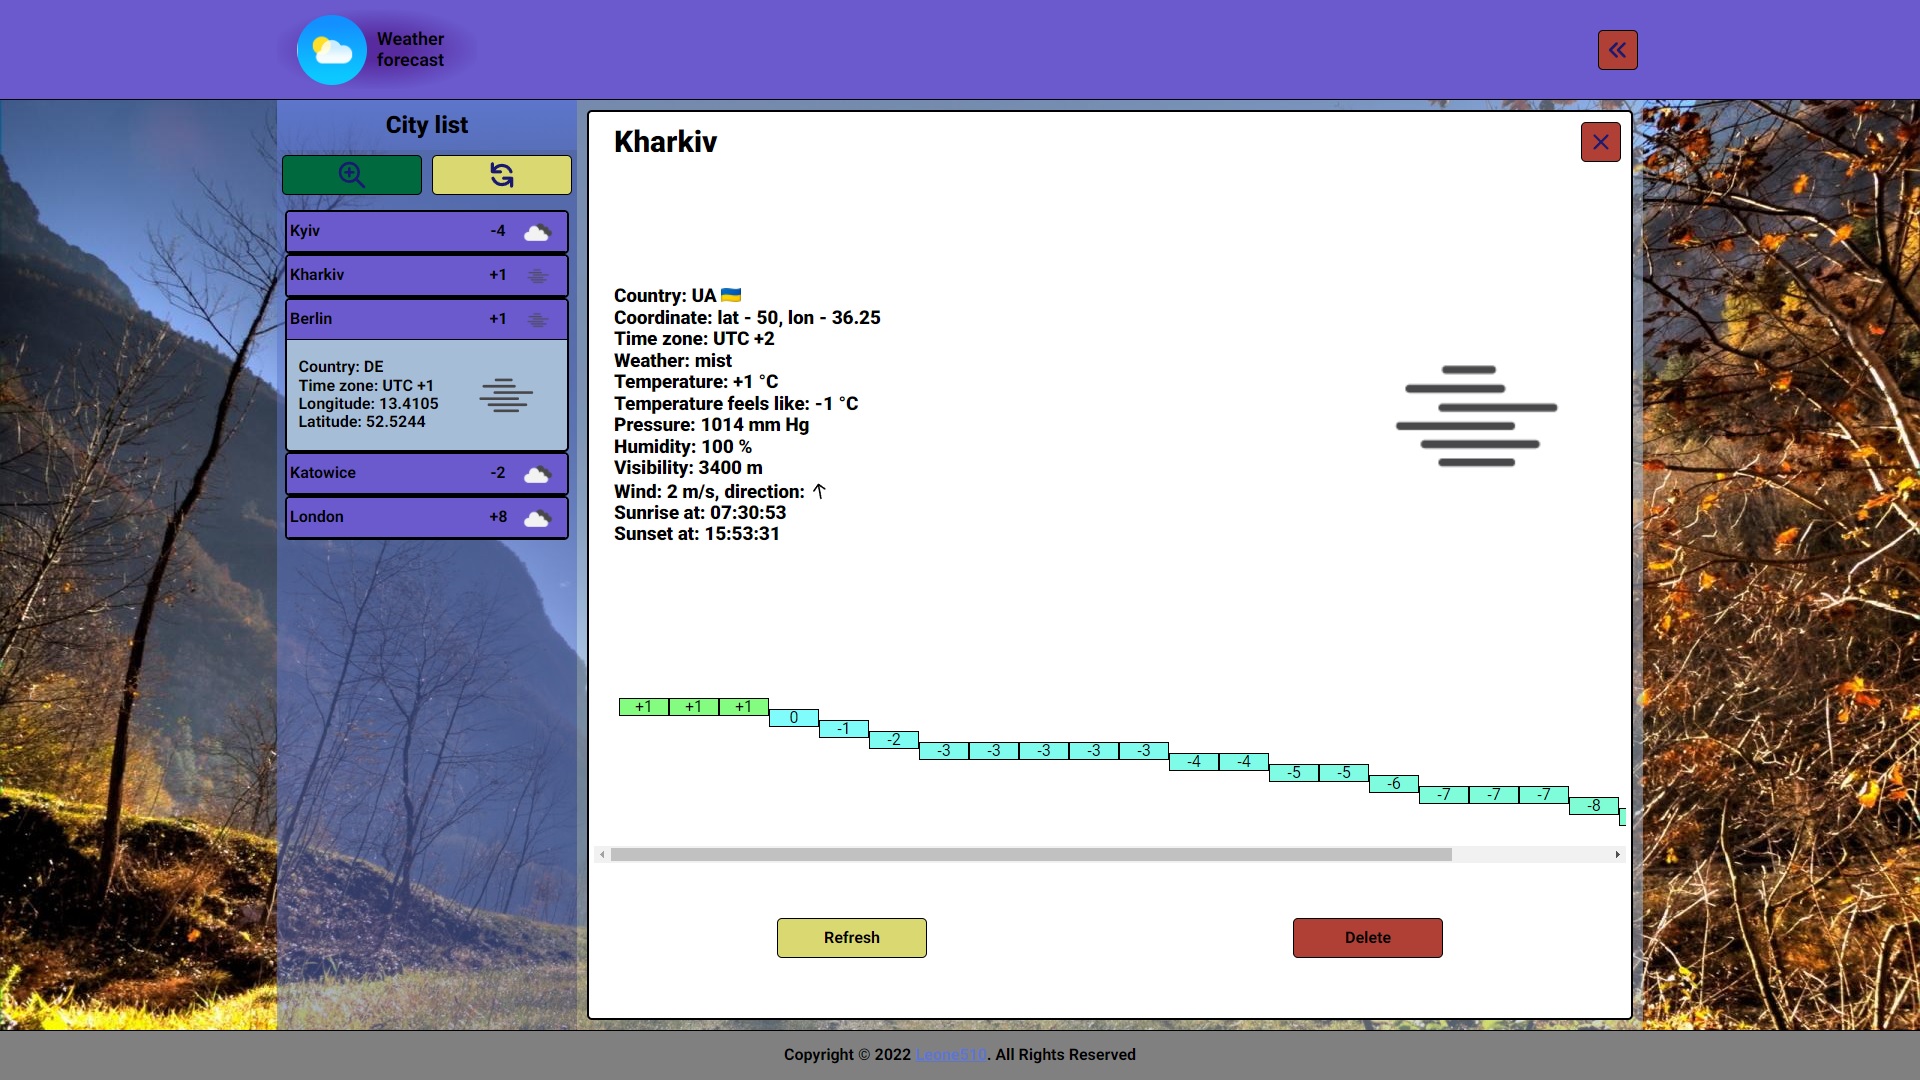 Weather
forecast
City list
Kyiv -4
Kharkiv +1
Berlin +1
Country: DE
Time zone: UTC +1
Longitude: 13.4105
Latitude: 52.5244
Katowice -2
London +8
Kharkiv
Country: UA 🇺🇦
Coordinate: lat - 50, lon - 36.25
Time zone: UTC +2
Weather: mist
Temperature: +1 °C
Temperature feels like: -1 °C
Pressure: 1014 mm Hg
Humidity: 100 %
Visibility: 3400 m
Wind: 2 m/s, direction: ↑
Sunrise at: 07:30:53
Sunset at: 15:53:31
+1 +1 +1 0 -1 -2 -3 -3 -3 -3 -3 -4 -4 -5 -5 -6 -7 -7 -7 -8
Refresh Delete
Copyright © 2022 Leone510. All Rights Reserved